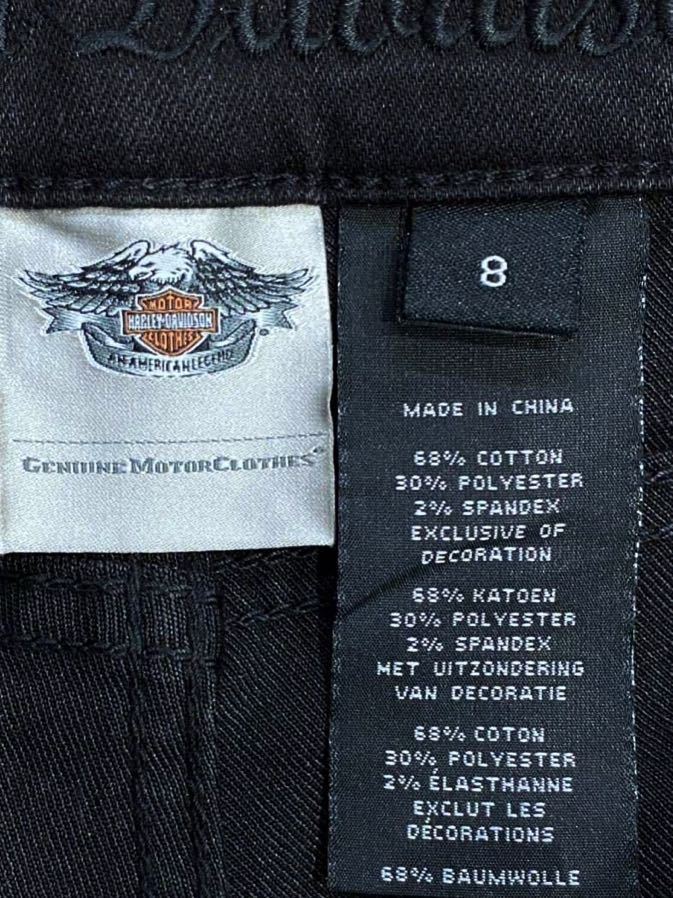 MOTOR
HARLEY-DAVIDSON
CLOTHES
AN AMERICAN LEGEND
GENUINE MOTORCLOTHES®
8
MADE IN CHINA
68% COTTON
30% POLYESTER
2% SPANDEX
EXCLUSIVE OF
DECORATION
68% KATOEN
30% POLYESTER
2% SPANDEX
MET UITZONDERING
VAN DECORATIE
68% COTON
30% POLYESTER
2% ÉLASTHANNE
EXCLUT LES
DÉCORATIONS
68% BAUMWOLLE